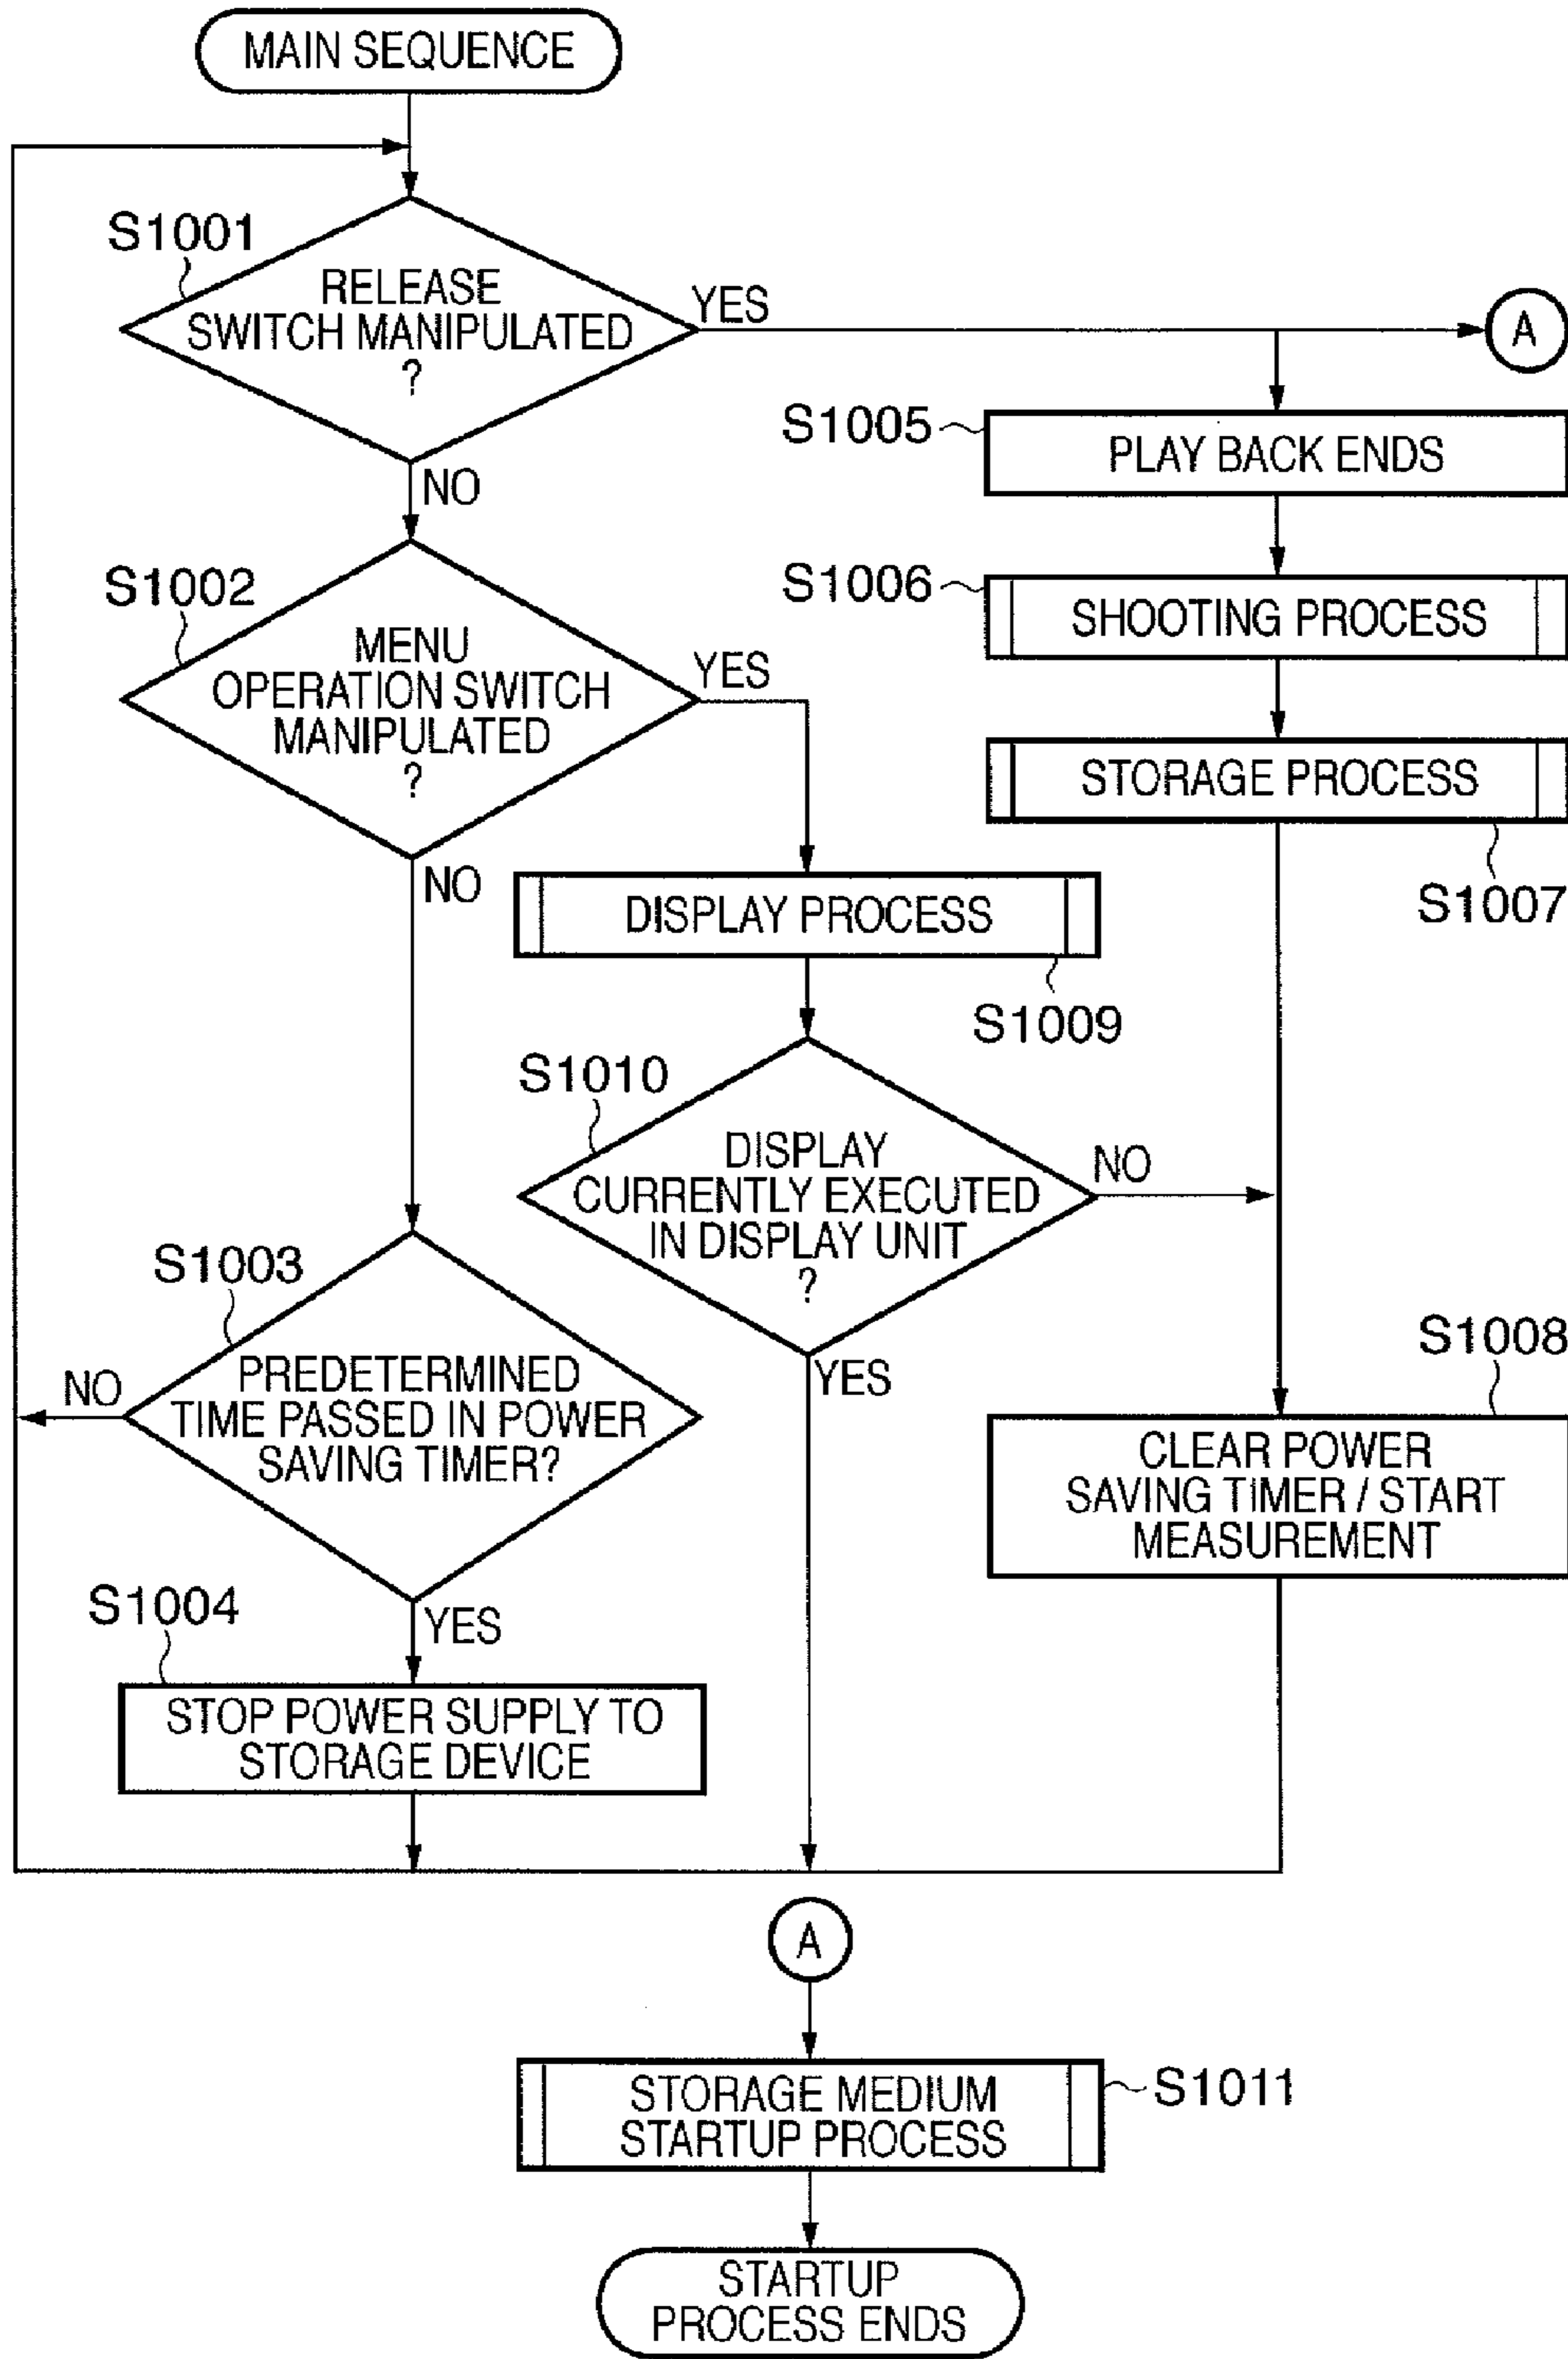 MAIN SEQUENCE
S1001
RELEASE
SWITCH MANIPULATED
?
YES
A
NO
S1005
PLAY BACK ENDS
S1006
SHOOTING PROCESS
S1002
MENU
OPERATION SWITCH
MANIPULATED
?
YES
NO
STORAGE PROCESS
S1007
DISPLAY PROCESS
S1009
S1010
DISPLAY
CURRENTLY EXECUTED
IN DISPLAY UNIT
?
NO
YES
S1003
PREDETERMINED
TIME PASSED IN POWER
SAVING TIMER?
NO
YES
S1008
CLEAR POWER
SAVING TIMER / START
MEASUREMENT
S1004
STOP POWER SUPPLY TO
STORAGE DEVICE
A
STORAGE MEDIUM
STARTUP PROCESS
S1011
STARTUP
PROCESS ENDS